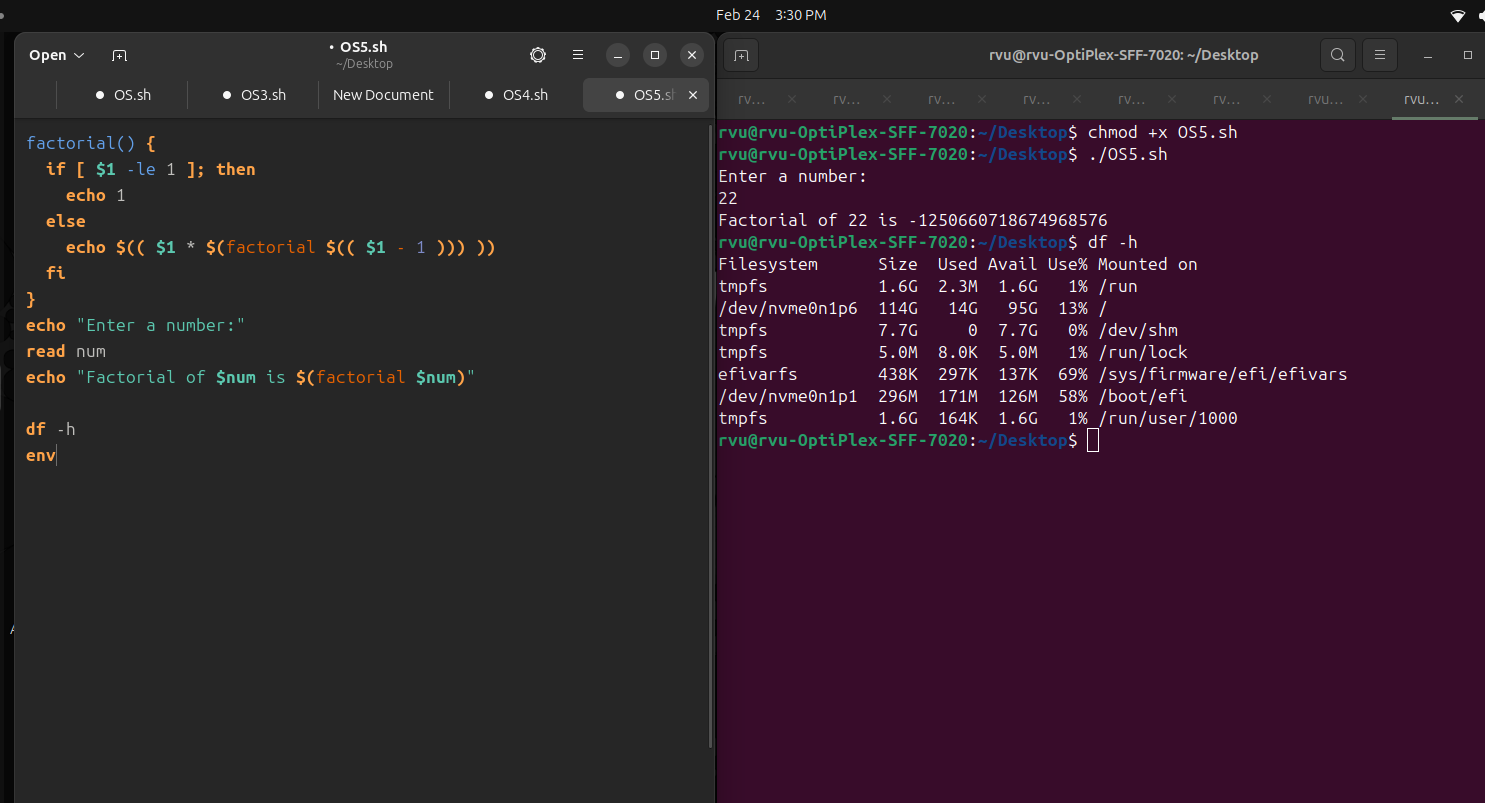 Feb 24 3:30 PM
Open
• OS5.sh
~/Desktop
OS.sh
OS3.sh
New Document
OS4.sh
OS5.sh
factorial() {
  if [ $1 -le 1 ]; then
    echo 1
  else
    echo $(( $1 * $(factorial $(( $1 - 1 ))) ))
  fi
}
echo "Enter a number:"
read num
echo "Factorial of $num is $(factorial $num)"
df -h
env
rvu@rvu-OptiPlex-SFF-7020: ~/Desktop
rv... rv... rv... rv... rv... rv... rvu... rvu...
rvu@rvu-OptiPlex-SFF-7020:~/Desktop$ chmod +x OS5.sh
rvu@rvu-OptiPlex-SFF-7020:~/Desktop$ ./OS5.sh
Enter a number:
22
Factorial of 22 is -1250660718674968576
rvu@rvu-OptiPlex-SFF-7020:~/Desktop$ df -h
Filesystem      Size  Used Avail Use% Mounted on
tmpfs           1.6G  2.3M  1.6G   1% /run
/dev/nvme0n1p6  114G   14G   95G  13% /
tmpfs           7.7G     0  7.7G   0% /dev/shm
tmpfs           5.0M  8.0K  5.0M   1% /run/lock
efivarfs        438K  297K  137K  69% /sys/firmware/efi/efivars
/dev/nvme0n1p1  296M  171M  126M  58% /boot/efi
tmpfs           1.6G  164K  1.6G   1% /run/user/1000
rvu@rvu-OptiPlex-SFF-7020:~/Desktop$